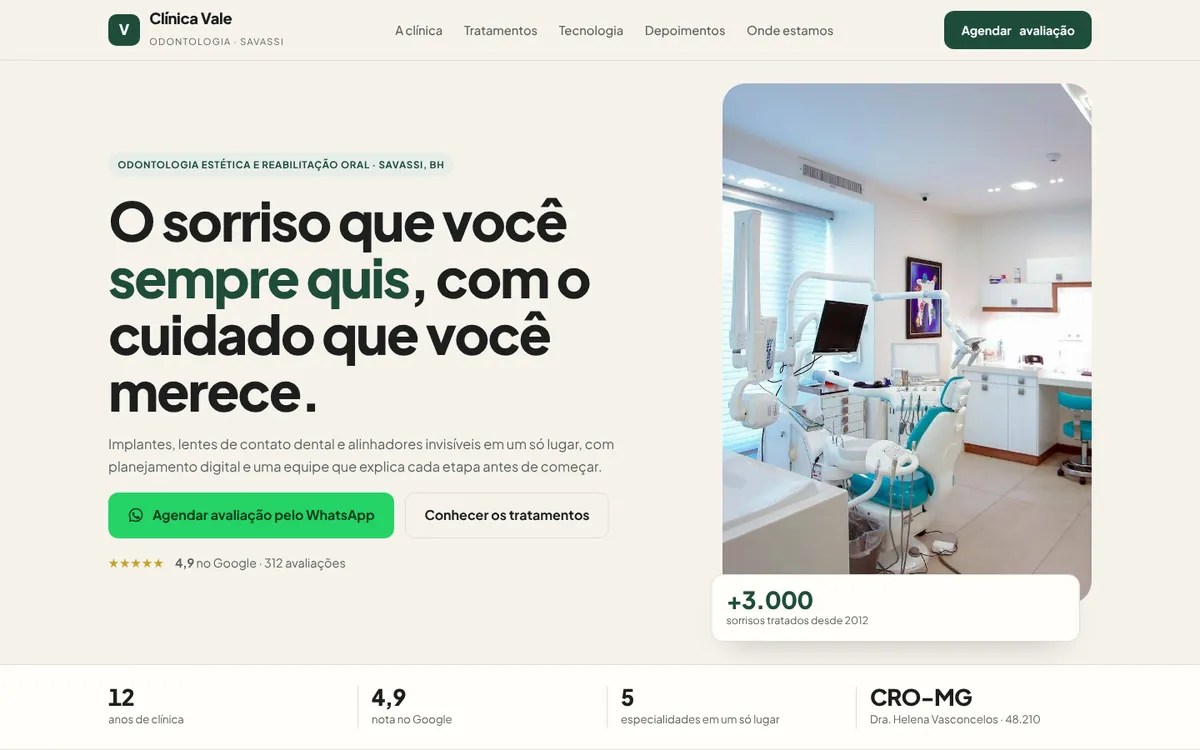 V
Clínica Vale
ODONTOLOGIA · SAVASSI
A clínica
Tratamentos
Tecnologia
Depoimentos
Onde estamos
Agendar avaliação
ODONTOLOGIA ESTÉTICA E REABILITAÇÃO ORAL · SAVASSI, BH
O sorriso que você
sempre quis, com o
cuidado que você
merece.
Implantes, lentes de contato dental e alinhadores invisíveis em um só lugar, com
planejamento digital e uma equipe que explica cada etapa antes de começar.
Agendar avaliação pelo WhatsApp
Conhecer os tratamentos
★★★★★ 4,9 no Google · 312 avaliações
+3.000
sorrisos tratados desde 2012
12
anos de clínica
4,9
nota no Google
5
especialidades em um só lugar
CRO-MG
Dra. Helena Vasconcelos · 48.210